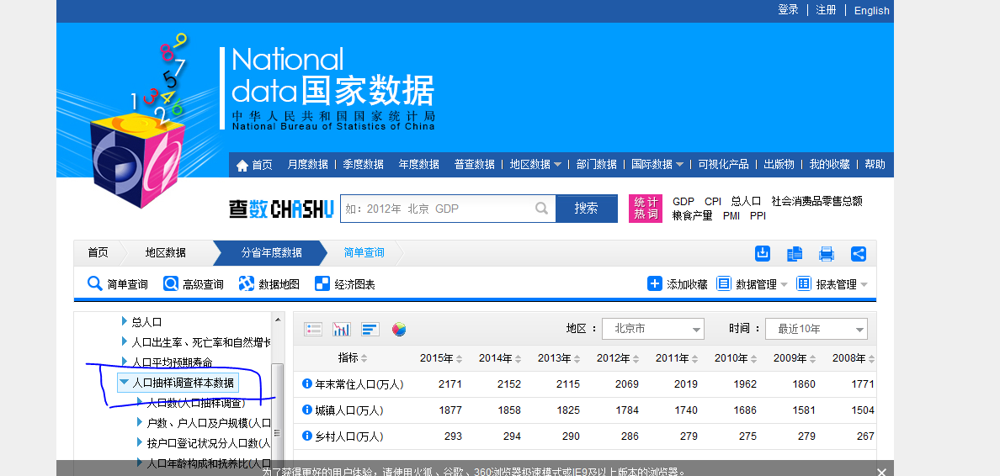 登录 | 注册 | English
9
8
7
5
1 3 4
2 6
National
data国家数据
中华人民共和国国家统计局
National Bureau of Statistics of China
首页 月度数据 | 季度数据 年度数据 普查数据 | 地区数据 | 部门数据 | 国际数据 | 可视化产品 | 出版物 | 我的收藏 | 帮助
查数CHASHU 如：2012年 北京 GDP 搜索
统计
热词
GDP CPI 总人口 社会消费品零售总额
粮食产量 PMI PPI
首页 地区数据 分省年度数据 简单查询
简单查询 高级查询 数据地图 经济图表 添加收藏 数据管理 报表管理
总人口
人口出生率、死亡率和自然增长
人口平均预期寿命
人口抽样调查样本数据
人口数(人口抽样调查)
户数、户人口及户规模(人口
按户口登记状况分人口数(人
人口年龄构成和抚养比(人口
地区： 北京市 时间： 最近10年
指标 2015年 2014年 2013年 2012年 2011年 2010年 2009年 2008年
年末常住人口(万人) 2171 2152 2115 2069 2019 1962 1860 1771
城镇人口(万人) 1877 1858 1825 1784 1740 1686 1581 1504
乡村人口(万人) 293 294 290 286 279 275 279 267
为了获得更好的用户体验，请使用火狐、谷歌、360浏览器极速模式或IE9及以上版本的浏览器。